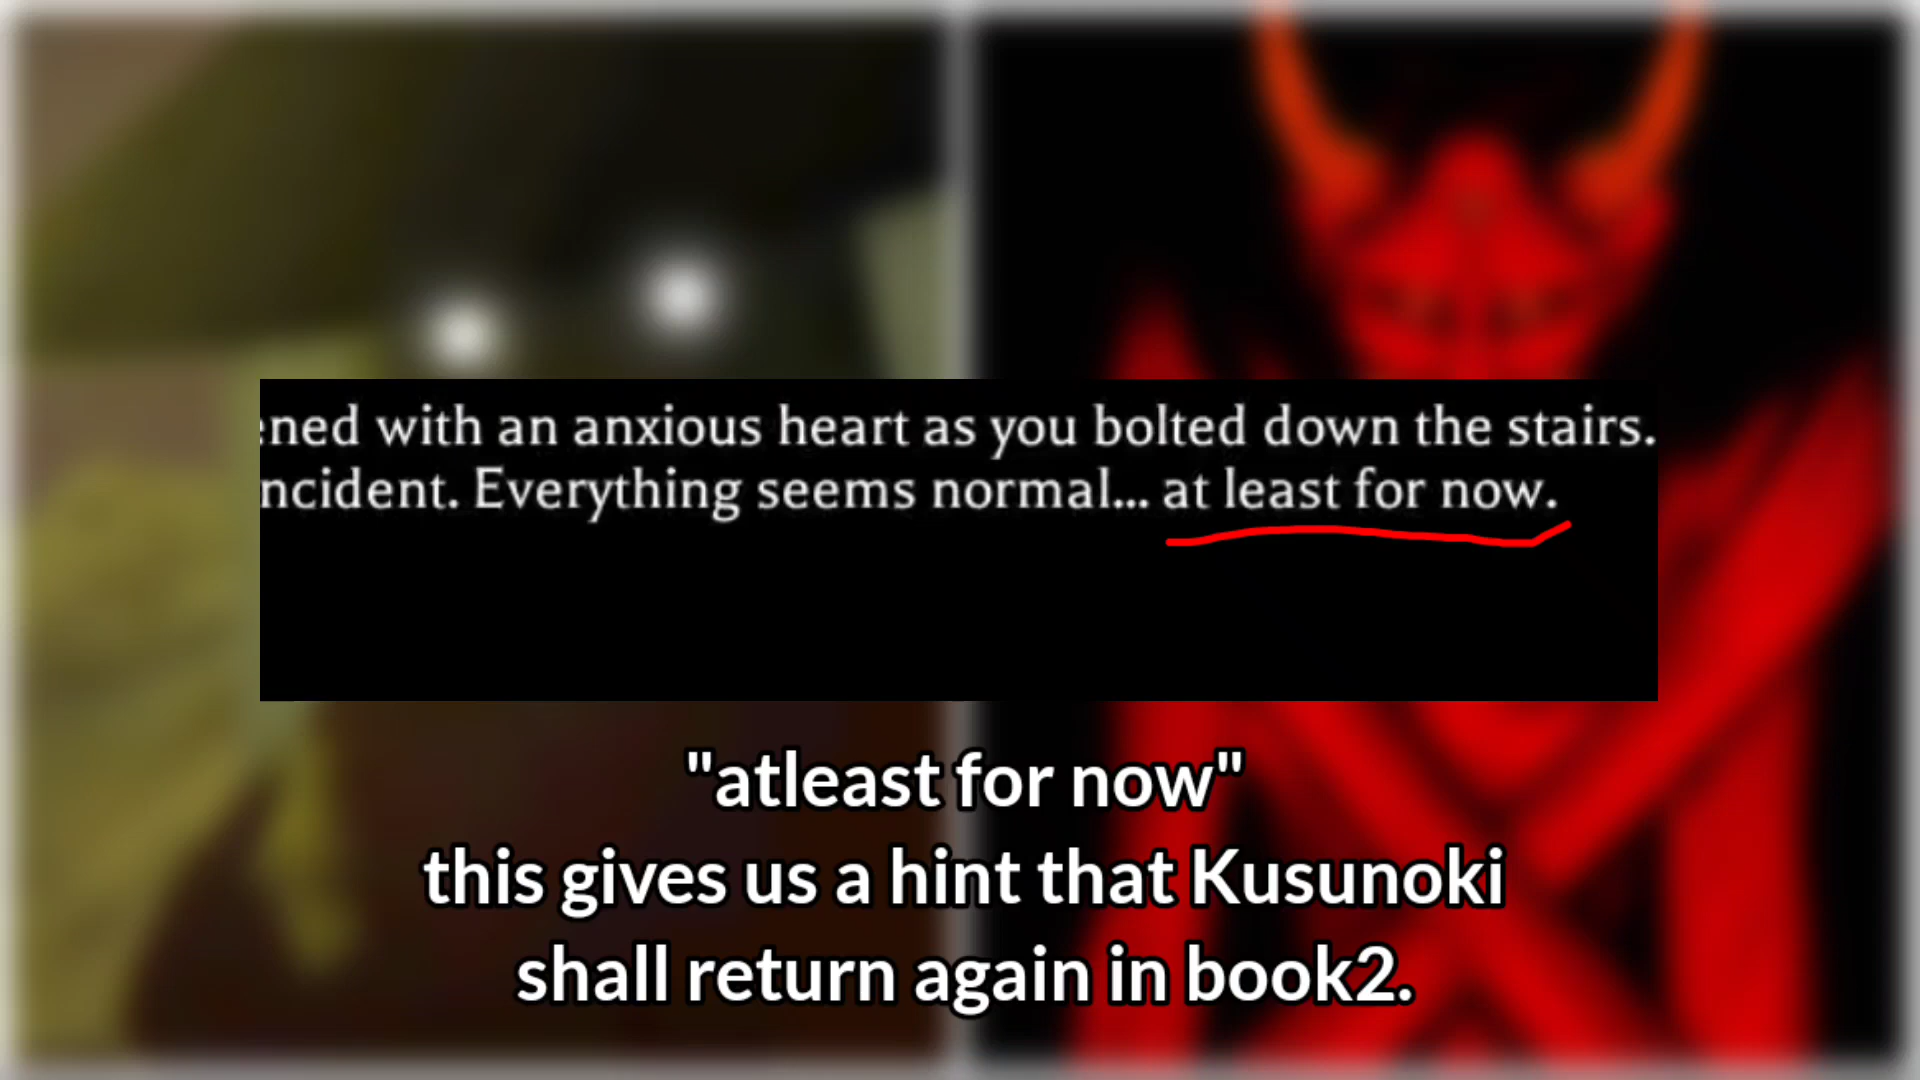 ned with an anxious heart as you bolted down the stairs.
ncident. Everything seems normal... at least for now.
"atleast for now"
this gives us a hint that Kusunoki
shall return again in book2.